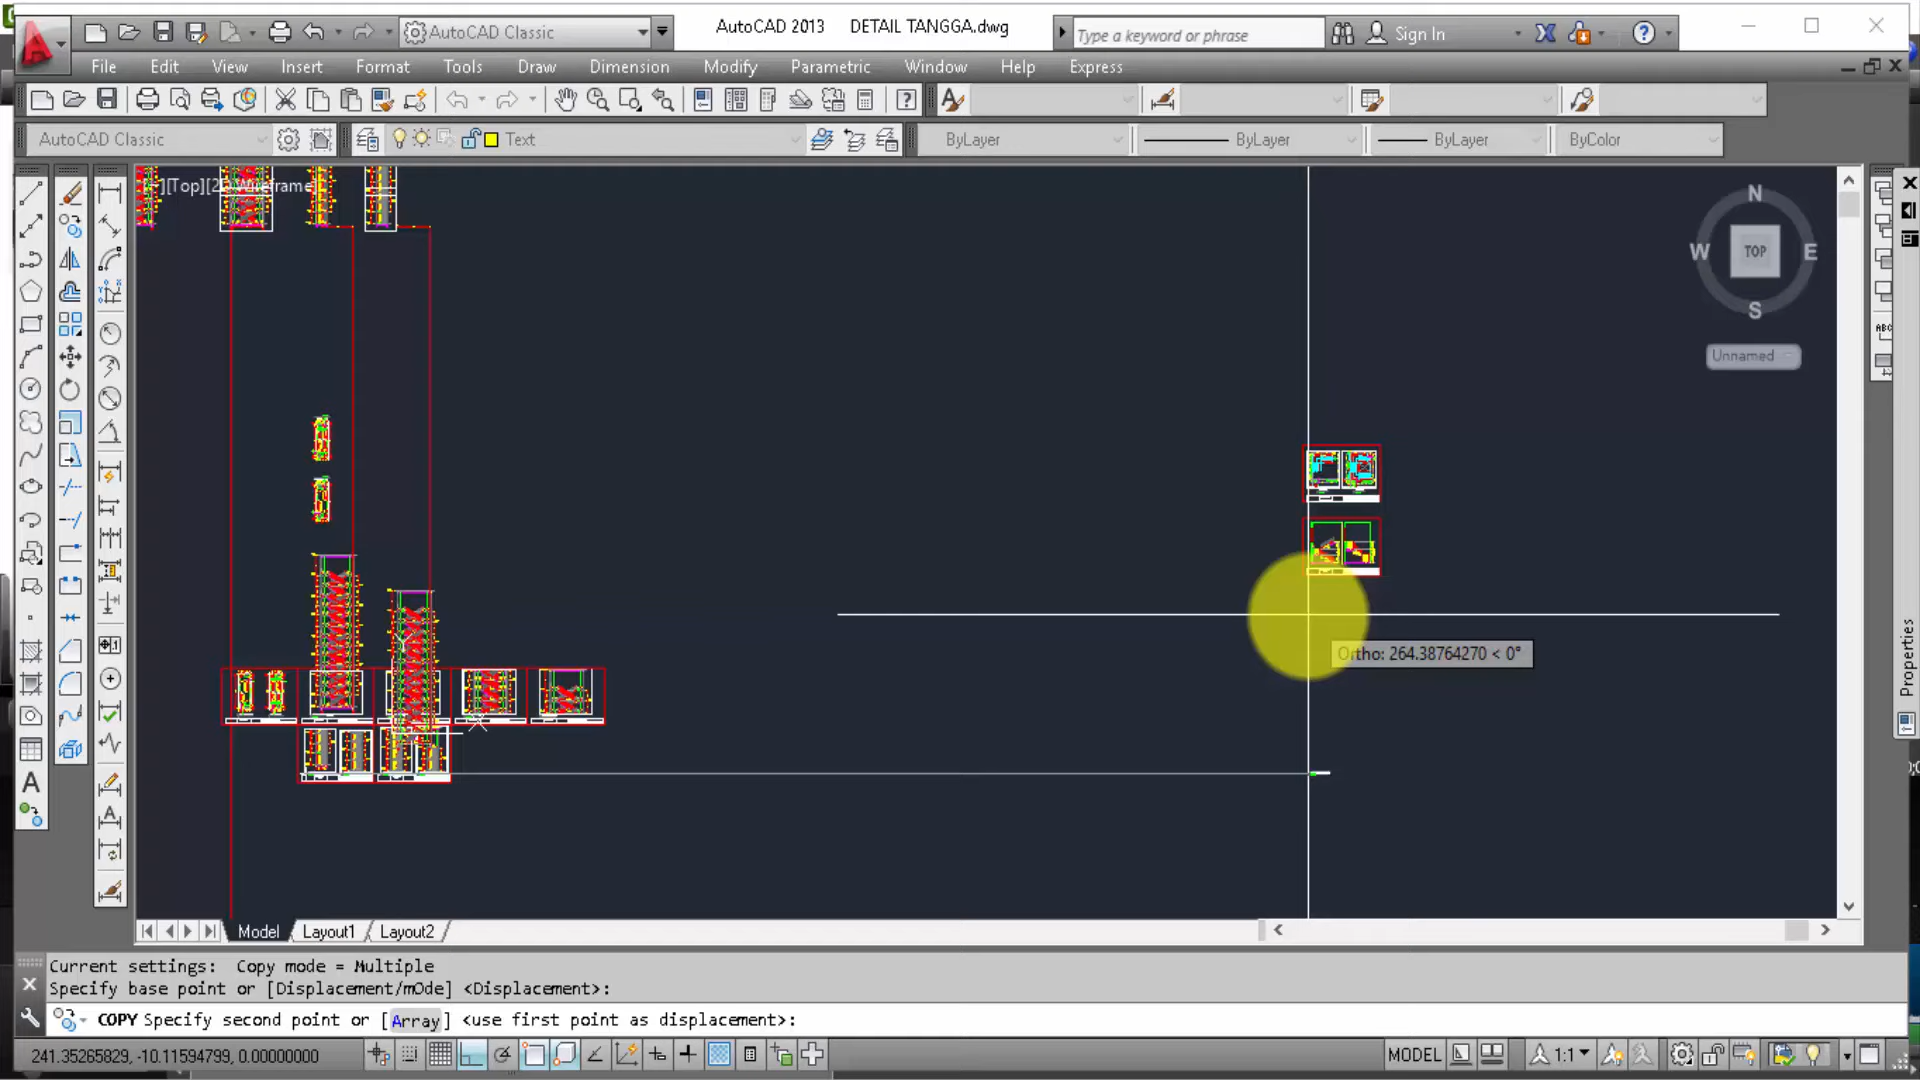 AutoCAD Classic
AutoCAD 2013 DETAIL TANGGA.dwg
Type a keyword or phrase
Sign In
File Edit View Insert Format Tools Draw Dimension Modify Parametric Window Help Express
AutoCAD Classic
Text
ByLayer
ByLayer
ByLayer
ByColor
][Top][2D Wireframe
N
W TOP E
S
Unnamed
Ortho: 264.38764270 < 0°
Properties
Model Layout1 Layout2
Current settings: Copy mode = Multiple
Specify base point or [Displacement/mOde] <Displacement>:
COPY Specify second point or [Array] <use first point as displacement>:
241.35265829, -10.11594799, 0.00000000
MODEL
1:1